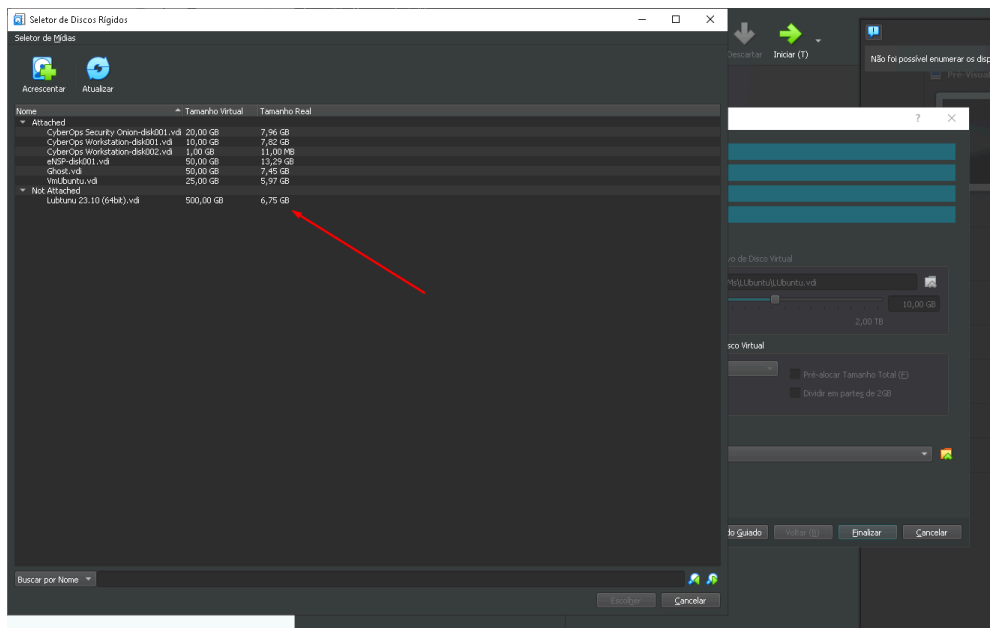 Seletor de Discos Rígidos
Seletor de Mídias
Acrescentar Atualizar
Nome Tamanho Virtual Tamanho Real
Attached
CyberOps Security Onion-disk001.vdi 20,00 GB 7,96 GB
CyberOps Workstation-disk001.vdi 10,00 GB 7,82 GB
CyberOps Workstation-disk002.vdi 1,00 GB 11,00 MB
eNSP-disk001.vdi 50,00 GB 13,29 GB
Ghost.vdi 50,00 GB 7,45 GB
VmUbuntu.vdi 25,00 GB 5,97 GB
Not Attached
Lubtunu 23.10 (64bit).vdi 500,00 GB 6,75 GB
Buscar por Nome
Escolher Cancelar
Descartar Iniciar (T)
Não foi possível enumerar os disp
Pré-Visual
?
vo de Disco Virtual
Ms\LUbuntu\LUbuntu.vdi
10,00 GB
2,00 TB
sco Virtual
Pré-alocar Tamanho Total (F)
Dividir em partes de 2GB
do Guiado Voltar (B) Finalizar Cancelar